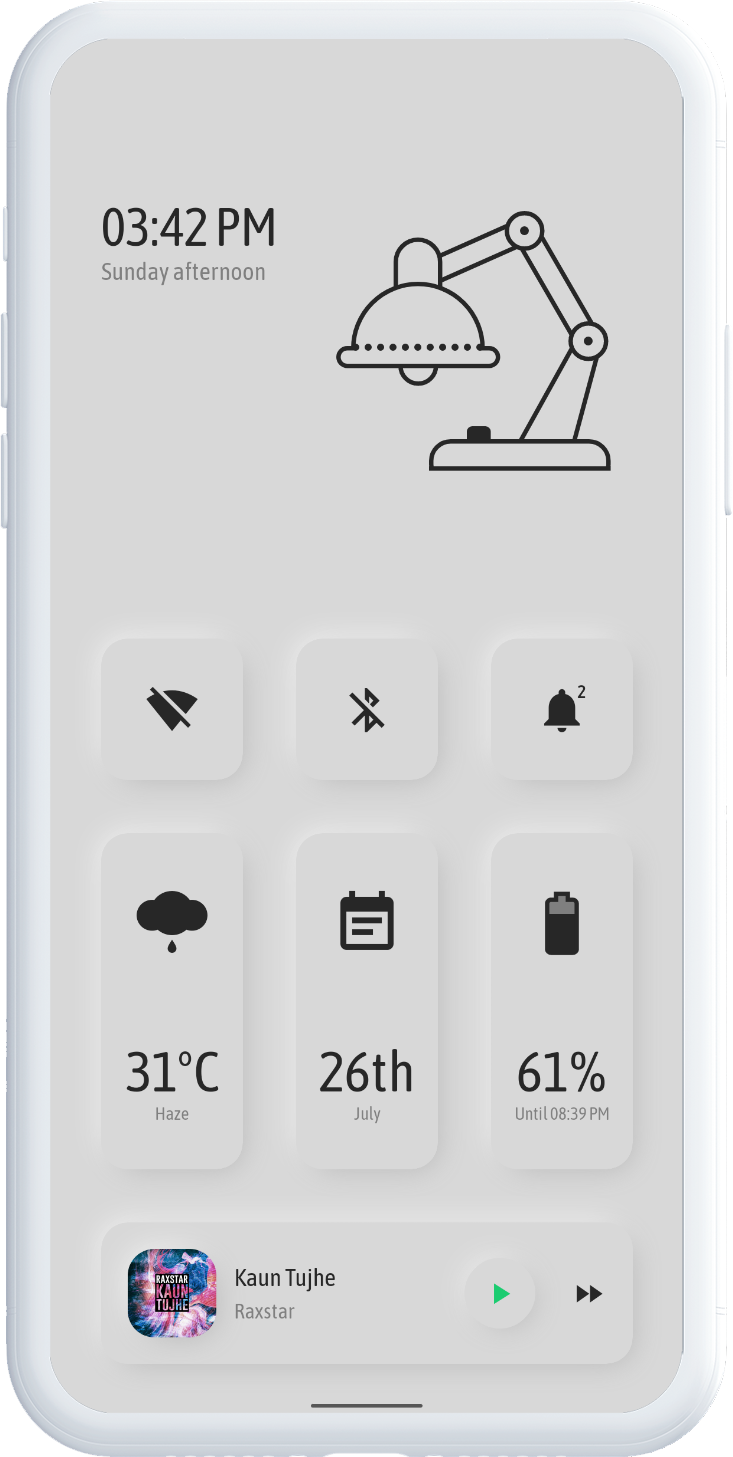 03:42 PM
Sunday afternoon
2
31°C
Haze
26th
July
61%
Until 08:39 PM
RAXSTAR
KAUN
TUJHE
Kaun Tujhe
Raxstar